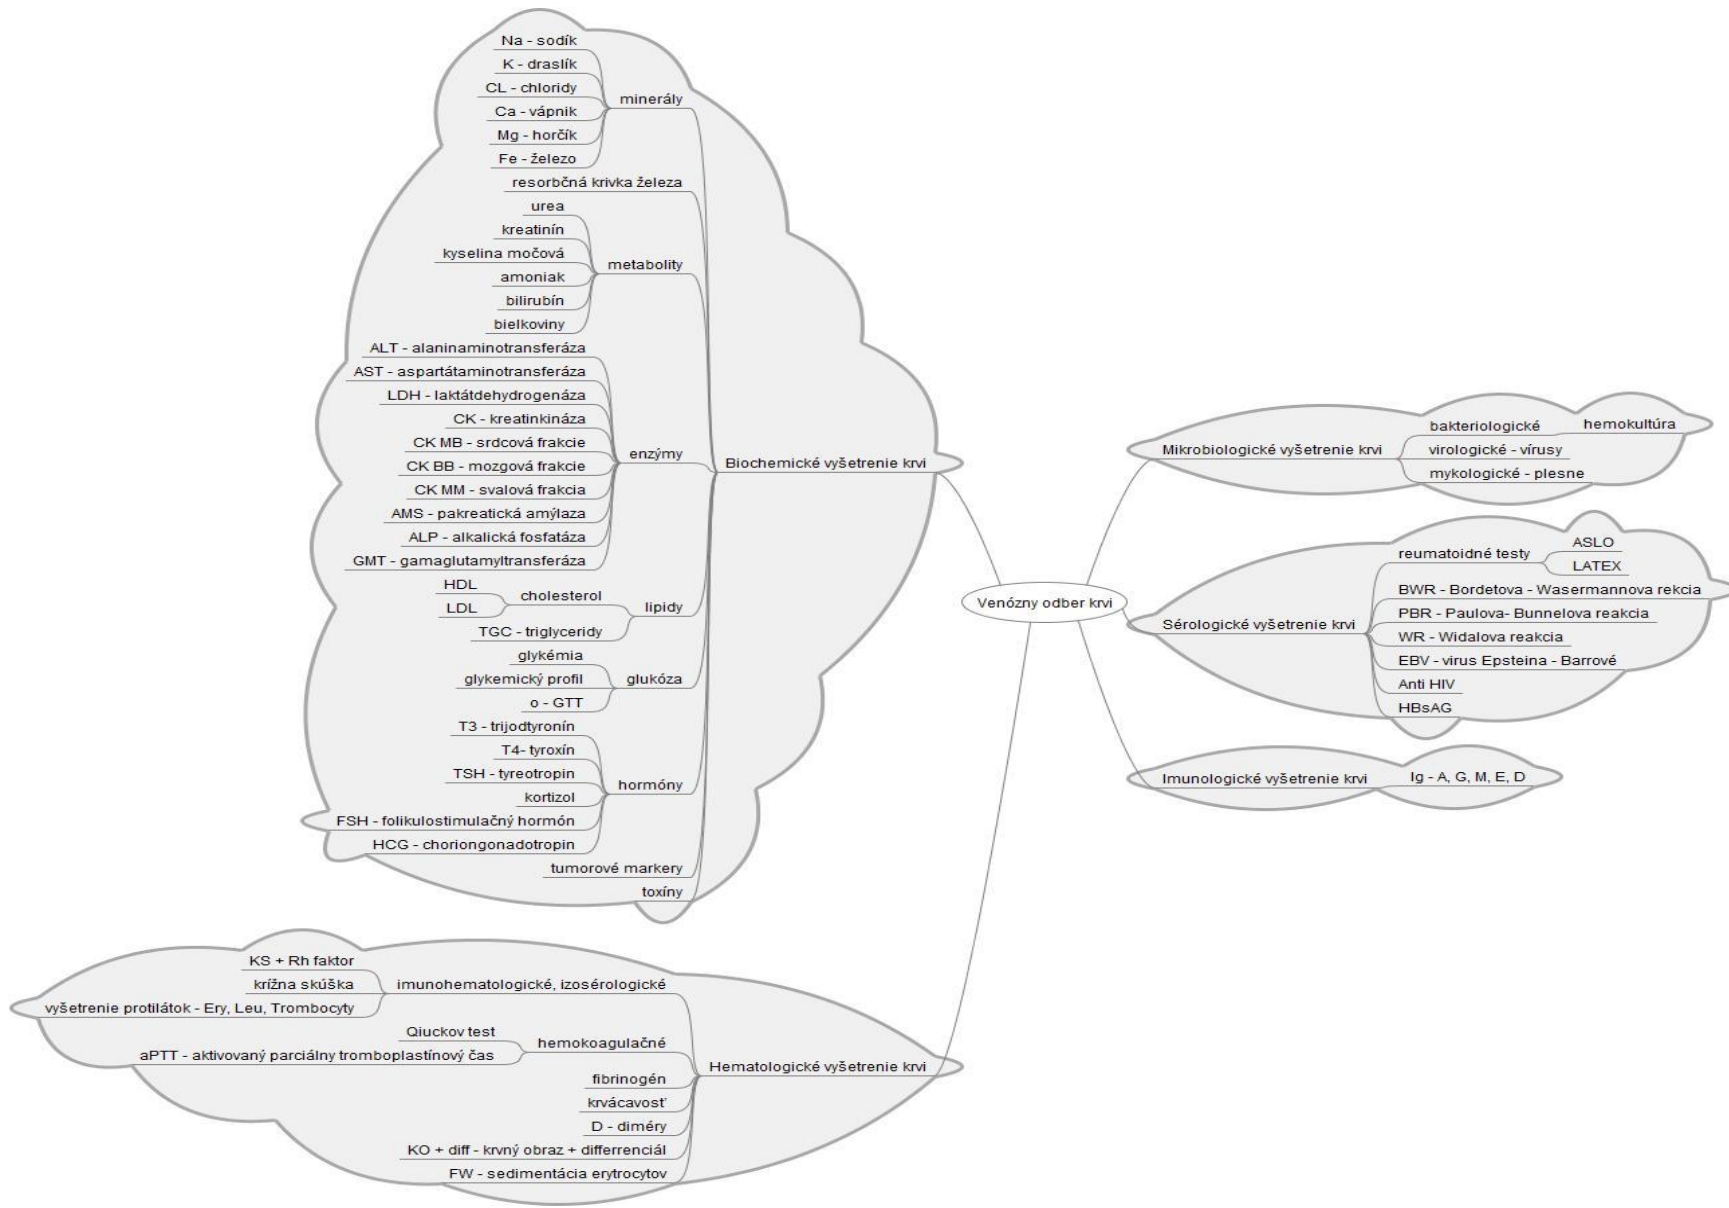 Na - sodík
K - draslík
CL - chloridy
Ca - vápnik
Mg - horčík
Fe - železo
minerály
resorbčná krivka železa
urea
kreatinín
kyselina močová
amoniak
bilirubín
bielkoviny
metabolity
ALT - alaninaminotransferáza
AST - aspartátaminotransferáza
LDH - laktátdehydrogenáza
CK - kreatinkináza
CK MB - srdcová frakcie
CK BB - mozgová frakcie
CK MM - svalová frakcia
AMS - pakreatická amýlaza
ALP - alkalická fosfatáza
GMT - gamaglutamyltransferáza
enzýmy
HDL
LDL
cholesterol
TGC - triglyceridy
lipidy
glykémia
glykemický profil
o - GTT
glukóza
T3 - trijodtyronín
T4- tyroxín
TSH - tyreotropin
kortizol
FSH - folikulostimulačný hormón
HCG - choriongonadotropin
hormóny
tumorové markery
toxíny
Biochemické vyšetrenie krvi
KS + Rh faktor
krížna skúška
vyšetrenie protilátok - Ery, Leu, Trombocyty
imunohematologické, izosérologické
Qiuckov test
aPTT - aktivovaný parciálny tromboplastínový čas
hemokoagulačné
fibrinogén
krvácavosť
D - diméry
KO + diff - krvný obraz + differrenciál
FW - sedimentácia erytrocytov
Hematologické vyšetrenie krvi
Venózny odber krvi
Mikrobiologické vyšetrenie krvi
bakteriologické
hemokultúra
virologické - vírusy
mykologické - plesne
Sérologické vyšetrenie krvi
reumatoidné testy
ASLO
LATEX
BWR - Bordetova - Wasermannova rekcia
PBR - Paulova- Bunnelova reakcia
WR - Widalova reakcia
EBV - virus Epsteina - Barrové
Anti HIV
HBsAG
Imunologické vyšetrenie krvi
Ig - A, G, M, E, D